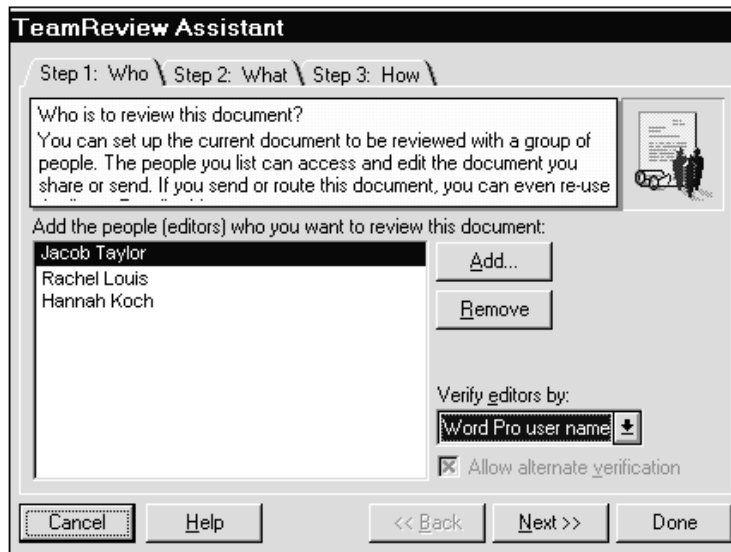 TeamReview Assistant
Step 1: Who \ Step 2: What \ Step 3: How \
Who is to review this document?
You can set up the current document to be reviewed with a group of
people. The people you list can access and edit the document you
share or send. If you send or route this document, you can even re-use
Add the people (editors) who you want to review this document:
Jacob Taylor
Rachel Louis
Hannah Koch
Add...
Remove
Verify editors by:
Word Pro user name
Allow alternate verification
Cancel
Help
<< Back
Next >>
Done